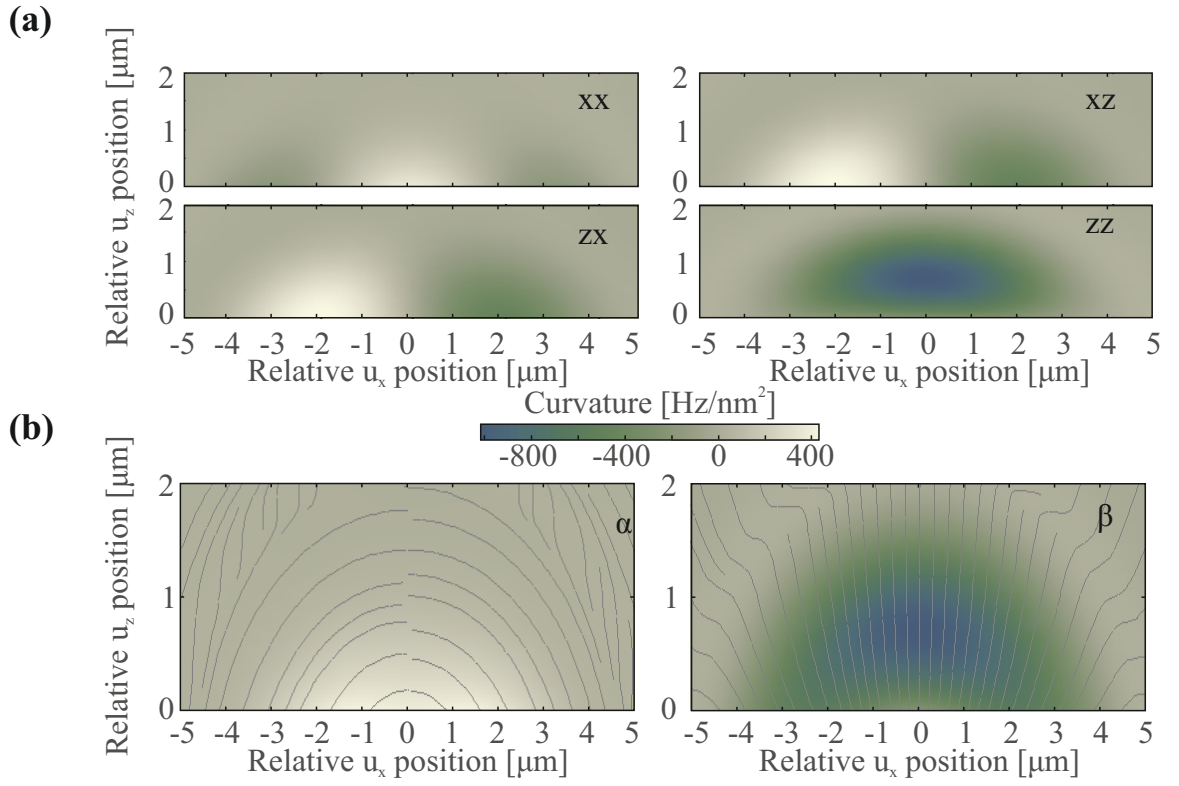 (a)
Relative u_z position [μm]
2
1
0
xx
2
1
0
xz
2
1
0
zx
2
1
0
zz
-5 -4 -3 -2 -1 0 1 2 3 4 5
-5 -4 -3 -2 -1 0 1 2 3 4 5
Relative u_x position [μm]
Relative u_x position [μm]
Curvature [Hz/nm²]
-800 -400 0 400
(b)
Relative u_z position [μm]
2
1
0
α
2
1
0
β
-5 -4 -3 -2 -1 0 1 2 3 4 5
-5 -4 -3 -2 -1 0 1 2 3 4 5
Relative u_x position [μm]
Relative u_x position [μm]